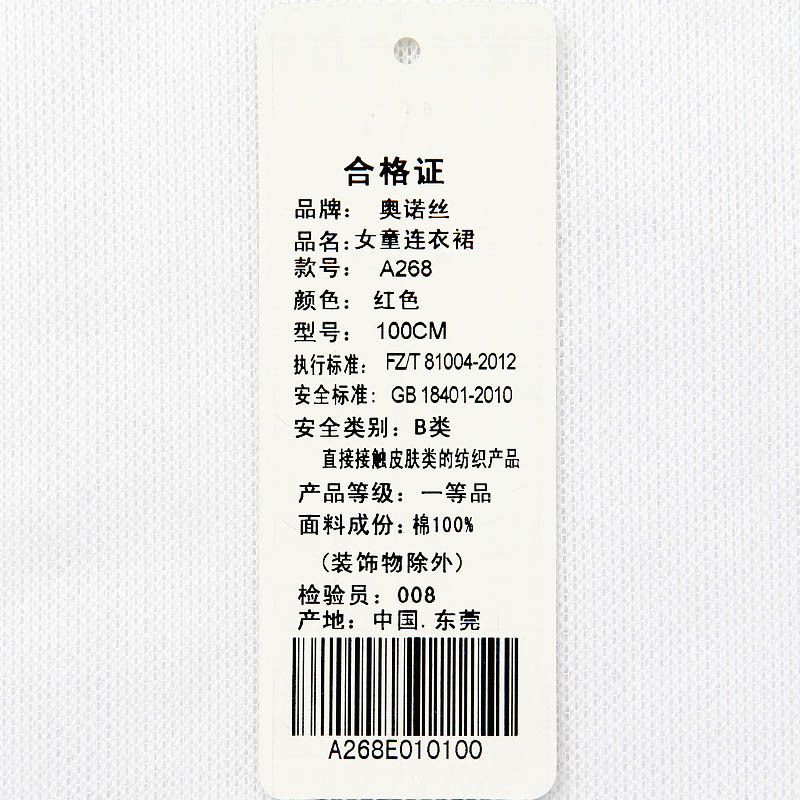 合格证
品牌： 奥诺丝
品名：女童连衣裙
款号： A268
颜色： 红色
型号： 100CM
执行标准： FZ/T 81004-2012
安全标准： GB 18401-2010
安全类别：B类
直接接触皮肤类的纺织产品
产品等级：一等品
面料成份：棉100%
（装饰物除外）
检验员：008
产地：中国.东莞
A268E010100